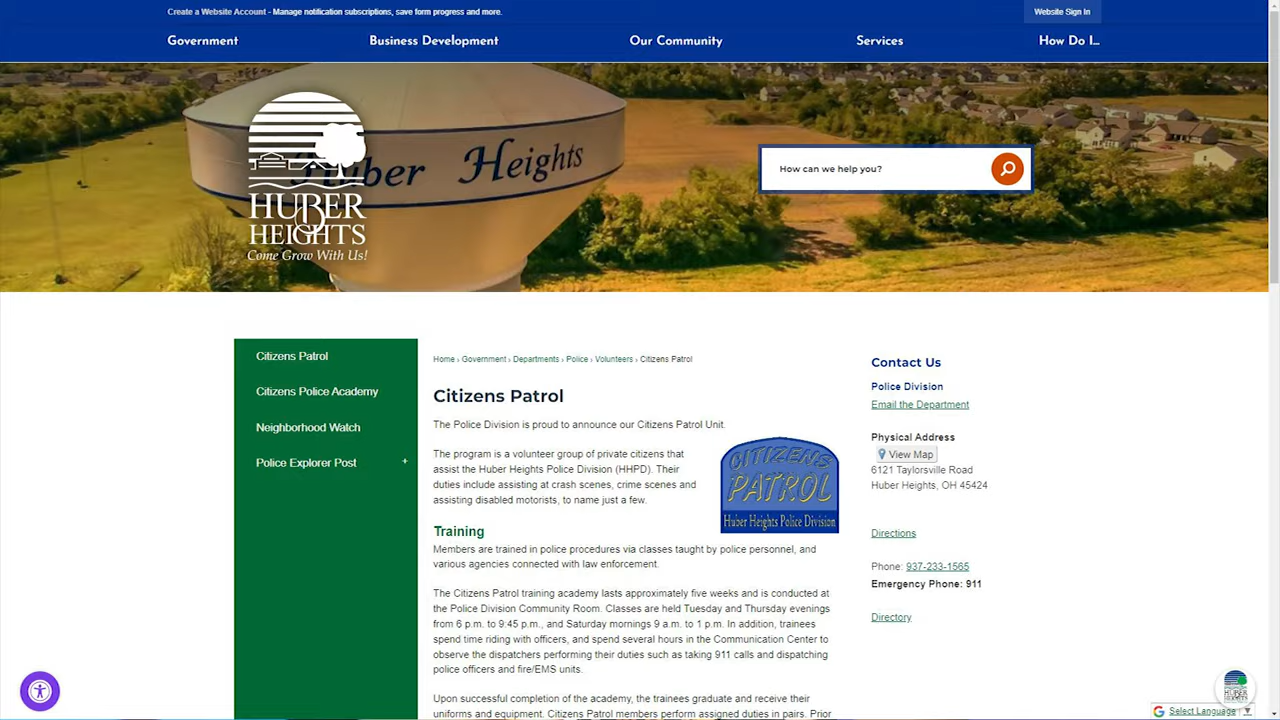 Create a Website Account - Manage notification subscriptions, save form progress and more.
Website Sign In
Government
Business Development
Our Community
Services
How Do I...
Huber Heights
HUBER
HEIGHTS
Come Grow With Us!
How can we help you?
Citizens Patrol
Citizens Police Academy
Neighborhood Watch
Police Explorer Post +
Home › Government › Departments › Police › Volunteers › Citizens Patrol
Citizens Patrol
The Police Division is proud to announce our Citizens Patrol Unit.
The program is a volunteer group of private citizens that
assist the Huber Heights Police Division (HHPD). Their
duties include assisting at crash scenes, crime scenes and
assisting disabled motorists, to name just a few.
CITIZENS
PATROL
Huber Heights Police Division
Training
Members are trained in police procedures via classes taught by police personnel, and
various agencies connected with law enforcement.
The Citizens Patrol training academy lasts approximately five weeks and is conducted at
the Police Division Community Room. Classes are held Tuesday and Thursday evenings
from 6 p.m. to 9:45 p.m., and Saturday mornings 9 a.m. to 1 p.m. In addition, trainees
spend time riding with officers, and spend several hours in the Communication Center to
observe the dispatchers performing their duties such as taking 911 calls and dispatching
police officers and fire/EMS units.
Upon successful completion of the academy, the trainees graduate and receive their
uniforms and equipment. Citizens Patrol members perform assigned duties in pairs. Prior
Contact Us
Police Division
Email the Department
Physical Address
View Map
6121 Taylorsville Road
Huber Heights, OH 45424
Directions
Phone: 937-233-1565
Emergency Phone: 911
Directory
HUBER
HEIGHTS
Select Language